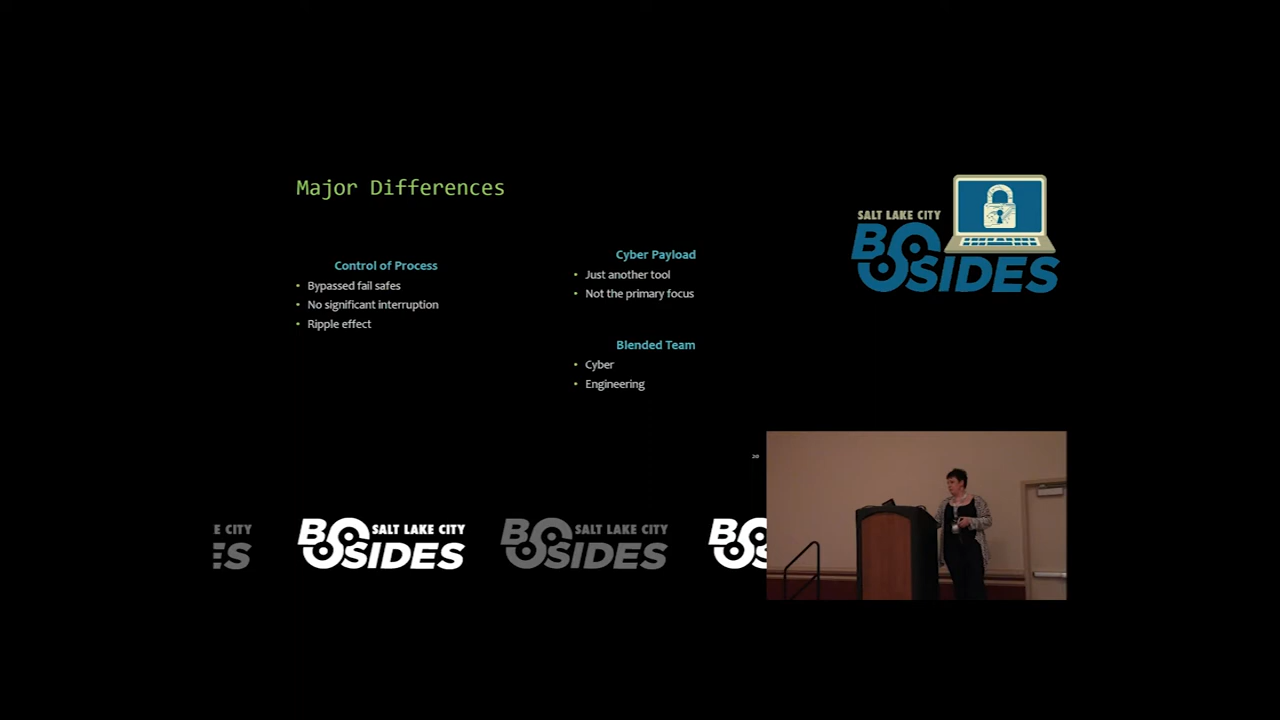 Major Differences
Control of Process
• Bypassed fail safes
• No significant interruption
• Ripple effect
Cyber Payload
• Just another tool
• Not the primary focus
Blended Team
• Cyber
• Engineering
SALT LAKE CITY
BSIDES
E CITY
ES
SALT LAKE CITY
BSIDES
SALT LAKE CITY
BSIDES
B